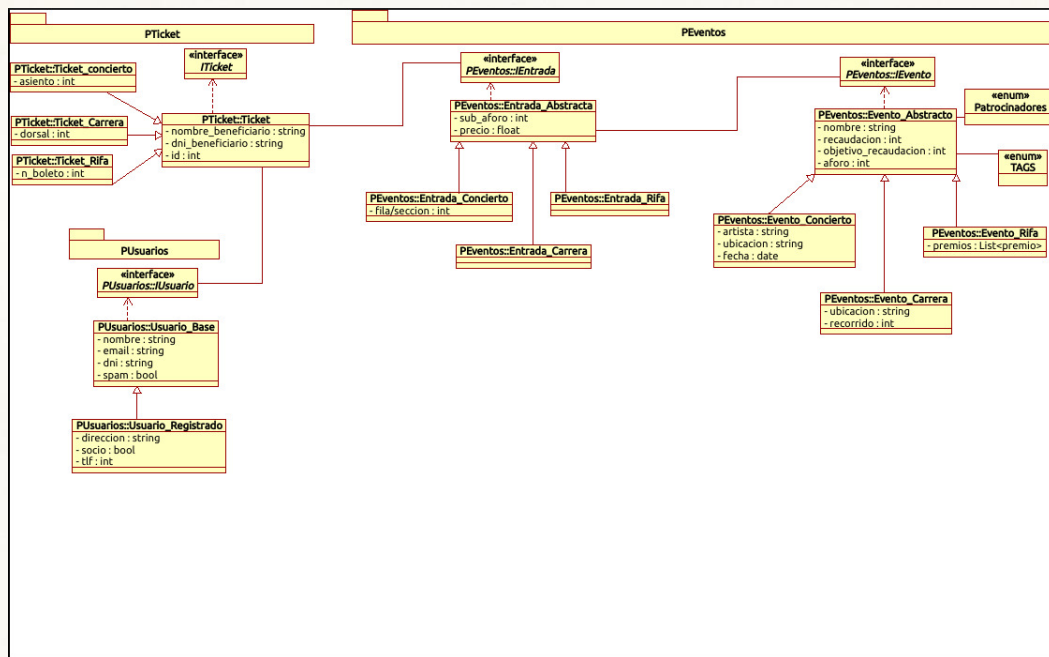 PTicket
«interface»
ITicket
PTicket::Ticket_concierto
- asiento : int
PTicket::Ticket_Carrera
- dorsal : int
PTicket::Ticket_Rifa
- n_boleto : int
PTicket::Ticket
- nombre_beneficiario : string
- dni_beneficiario : string
- id : int
PUsuarios
«interface»
PUsuarios::IUsuario
PUsuarios::Usuario_Base
- nombre : string
- email : string
- dni : string
- spam : bool
PUsuarios::Usuario_Registrado
- direccion : string
- socio : bool
- tlf : int
PEventos
«interface»
PEventos::IEntrada
PEventos::Entrada_Abstracta
- sub_aforo : int
- precio : float
PEventos::Entrada_Concierto
- fila/seccion : int
PEventos::Entrada_Rifa
PEventos::Entrada_Carrera
«interface»
PEventos::IEvento
PEventos::Evento_Abstracto
- nombre : string
- recaudacion : int
- objetivo_recaudacion : int
- aforo : int
«enum»
Patrocinadores
«enum»
TAGS
PEventos::Evento_Concierto
- artista : string
- ubicacion : string
- fecha : date
PEventos::Evento_Rifa
- premios : List<premio>
PEventos::Evento_Carrera
- ubicacion : string
- recorrido : int